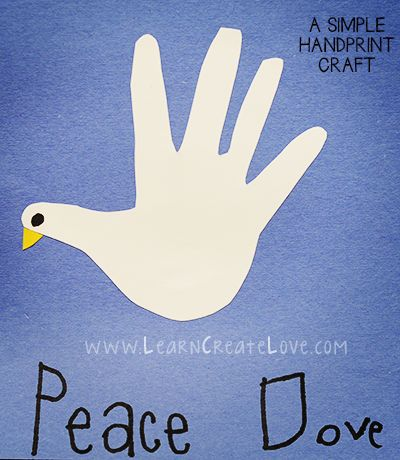 A SIMPLE
HANDPRINT
CRAFT
www.LearnCreateLove.com
Peace Dove